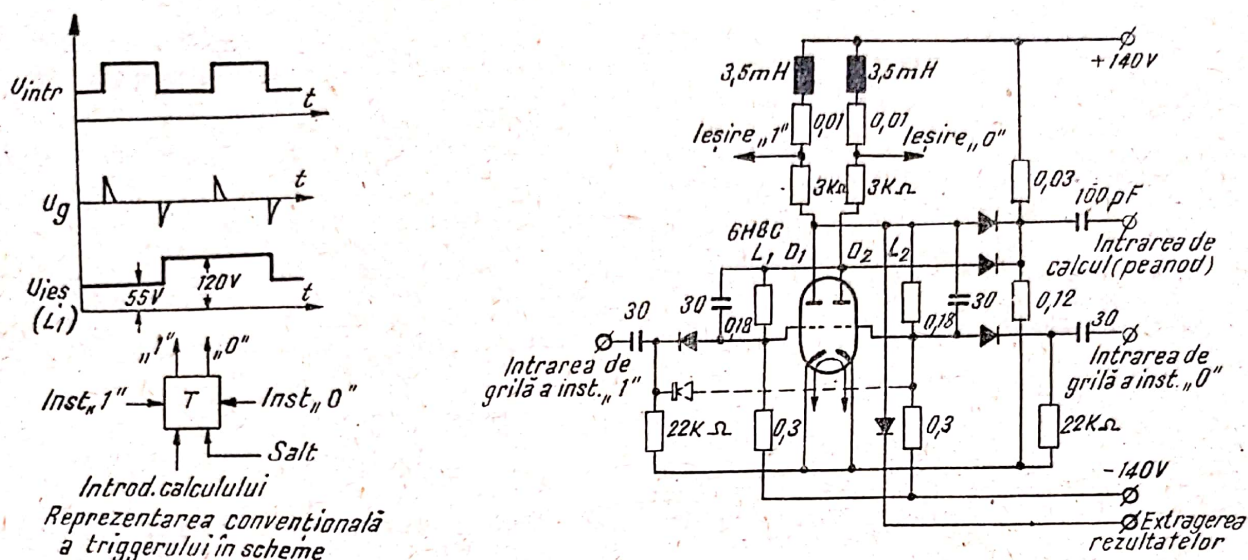 Uintr
t
Ug
t
55V
120V
Uieș
(L1)
t
„1”
„0”
Inst„1”
T
Inst„0”
Salt
Introd. calculului
Reprezentarea convențională
a triggerului în scheme
+140V
3,5mH
3,5mH
0,01
0,01
Ieșire „1”
Ieșire „0”
3KΩ
3KΩ
0,03
100pF
6H8C
L1
D1
D2
L2
Intrarea de
calcul (pe anod)
30
30
0,18
0,18
30
0,12
30
Intrarea de
grilă a inst. „1”
Intrarea de
grilă a inst. „0”
22KΩ
0,3
0,3
22KΩ
-140V
Extragerea
rezultatelor